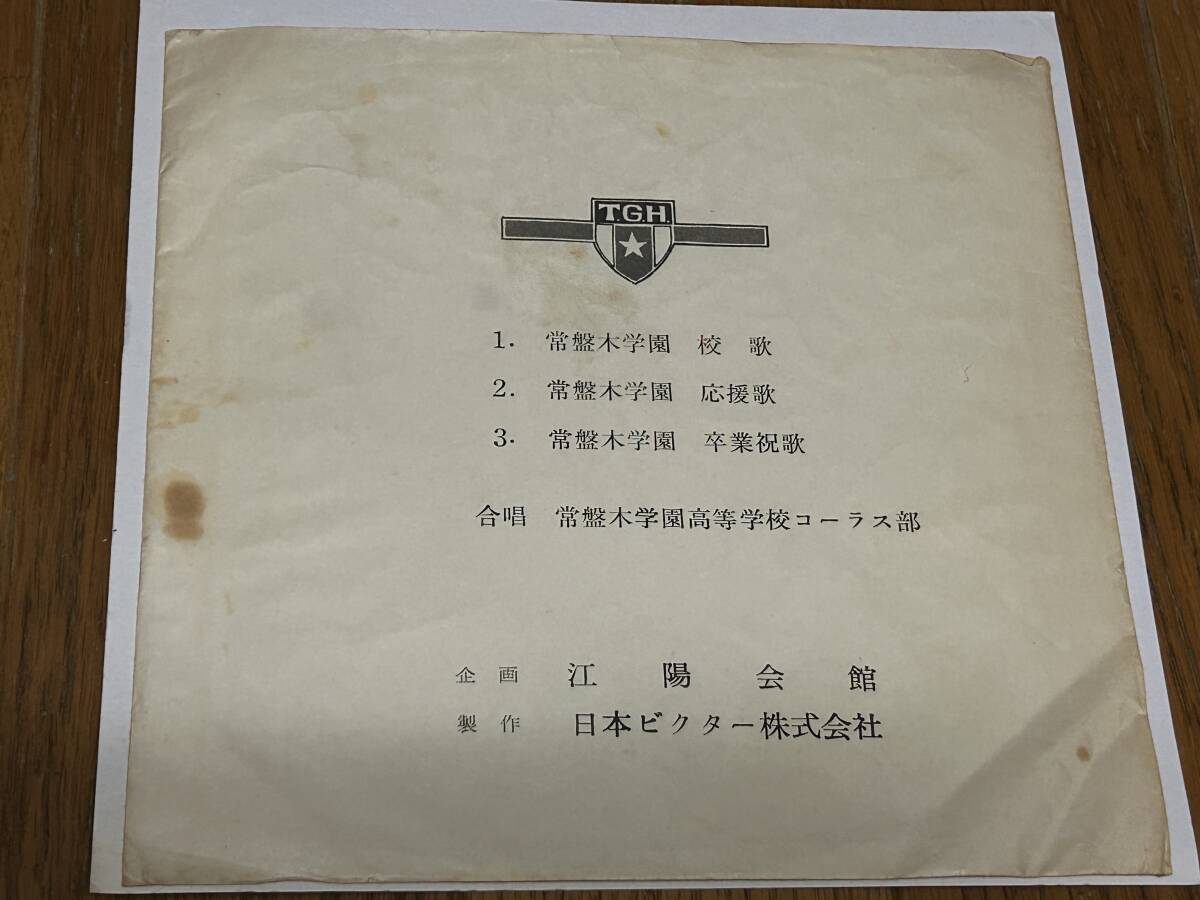 T.G.H.
1. 常盤木学園 校 歌
2. 常盤木学園 応援歌
3. 常盤木学園 卒業祝歌
合唱 常盤木学園高等学校コーラス部
企 画 江 陽 会 館
製 作 日本ビクター株式会社